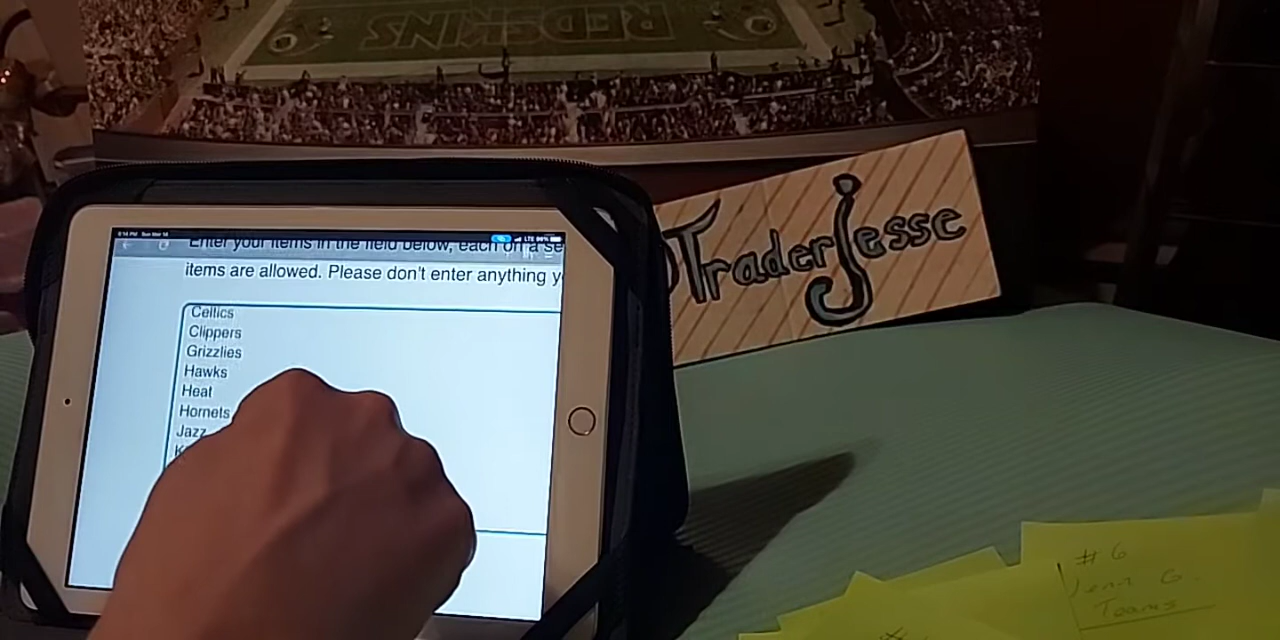 REDSKINS
TraderJesse
Enter your items in the field below, each on a se
items are allowed. Please don't enter anything y
Celtics
Clippers
Grizzlies
Hawks
Heat
Hornets
Jazz
# 6
Jenn G.
Teams